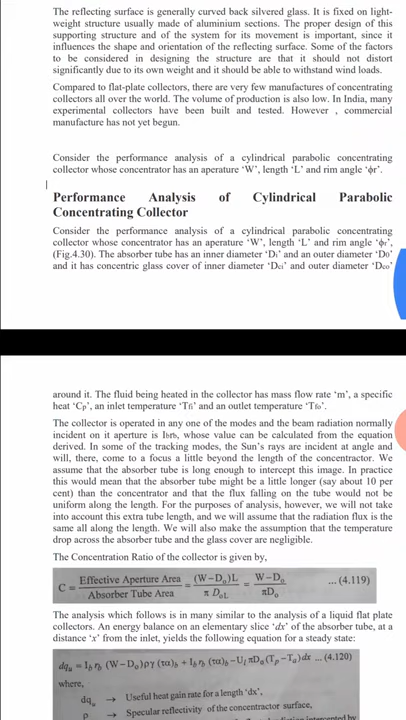 The reflecting surface is generally curved back silvered glass. It is fixed on light-
weight structure usually made of aluminium sections. The proper design of this
supporting structure and of the system for its movement is important, since it
influences the shape and orientation of the reflecting surface. Some of the factors
to be considered in designing the structure are that it should not distort
significantly due to its own weight and it should be able to withstand wind loads.
Compared to flat-plate collectors, there are very few manufactures of concentrating
collectors all over the world. The volume of production is also low. In India, many
experimental collectors have been built and tested. However , commercial
manufacture has not yet begun.
Consider the performance analysis of a cylindrical parabolic concentrating
collector whose concentrator has an aperature ‘W’, length ‘L’ and rim angle ‘ϕr’.
Performance Analysis of Cylindrical Parabolic
Concentrating Collector
Consider the performance analysis of a cylindrical parabolic concentrating
collector whose concentrator has an aperature ‘W’, length ‘L’ and rim angle ‘ϕr’,
(Fig.4.30). The absorber tube has an inner diameter ‘Di’ and an outer diameter ‘D0’
and it has concentric glass cover of inner diameter ‘Dci’ and outer diameter ‘Dco’
around it. The fluid being heated in the collector has mass flow rate ‘m’, a specific
heat ‘Cp’, an inlet temperature ‘Tfi’ and an outlet temperature ‘Tfo’.
The collector is operated in any one of the modes and the beam radiation normally
incident on it aperture is Ibrb, whose value can be calculated from the equation
derived. In some of the tracking modes, the Sun’s rays are incident at angle and
will, there, come to a focus a little beyond the length of the concentractor. We
assume that the absorber tube is long enough to intercept this image. In practice
this would mean that the absorber tube might be a little longer (say about 10 per
cent) than the concentrator and that the flux falling on the tube would not be
uniform along the length. For the purposes of analysis, however, we will not take
into account this extra tube length, and we will assume that the radiation flux is the
same all along the length. We will also make the assumption that the temperature
drop across the absorber tube and the glass cover are negligible.
The Concentration Ratio of the collector is given by,
C = Effective Aperture Area / Absorber Tube Area = (W−Do)L / π DoL = W−Do / πDo ... (4.119)
The analysis which follows is in many similar to the analysis of a liquid flat plate
collectors. An energy balance on an elementary slice ‘dx’ of the absorber tube, at a
distance ‘x’ from the inlet, yields the following equation for a steady state:
dqu = Ib rb (W−Do) ργ (τα)b + Ib rb (τα)b − Ul πDo (Tp−Ta) dx ... (4.120)
where,
dqu → Useful heat gain rate for a length ‘dx’,
ρ → Specular reflectivity of the concentractor surface,